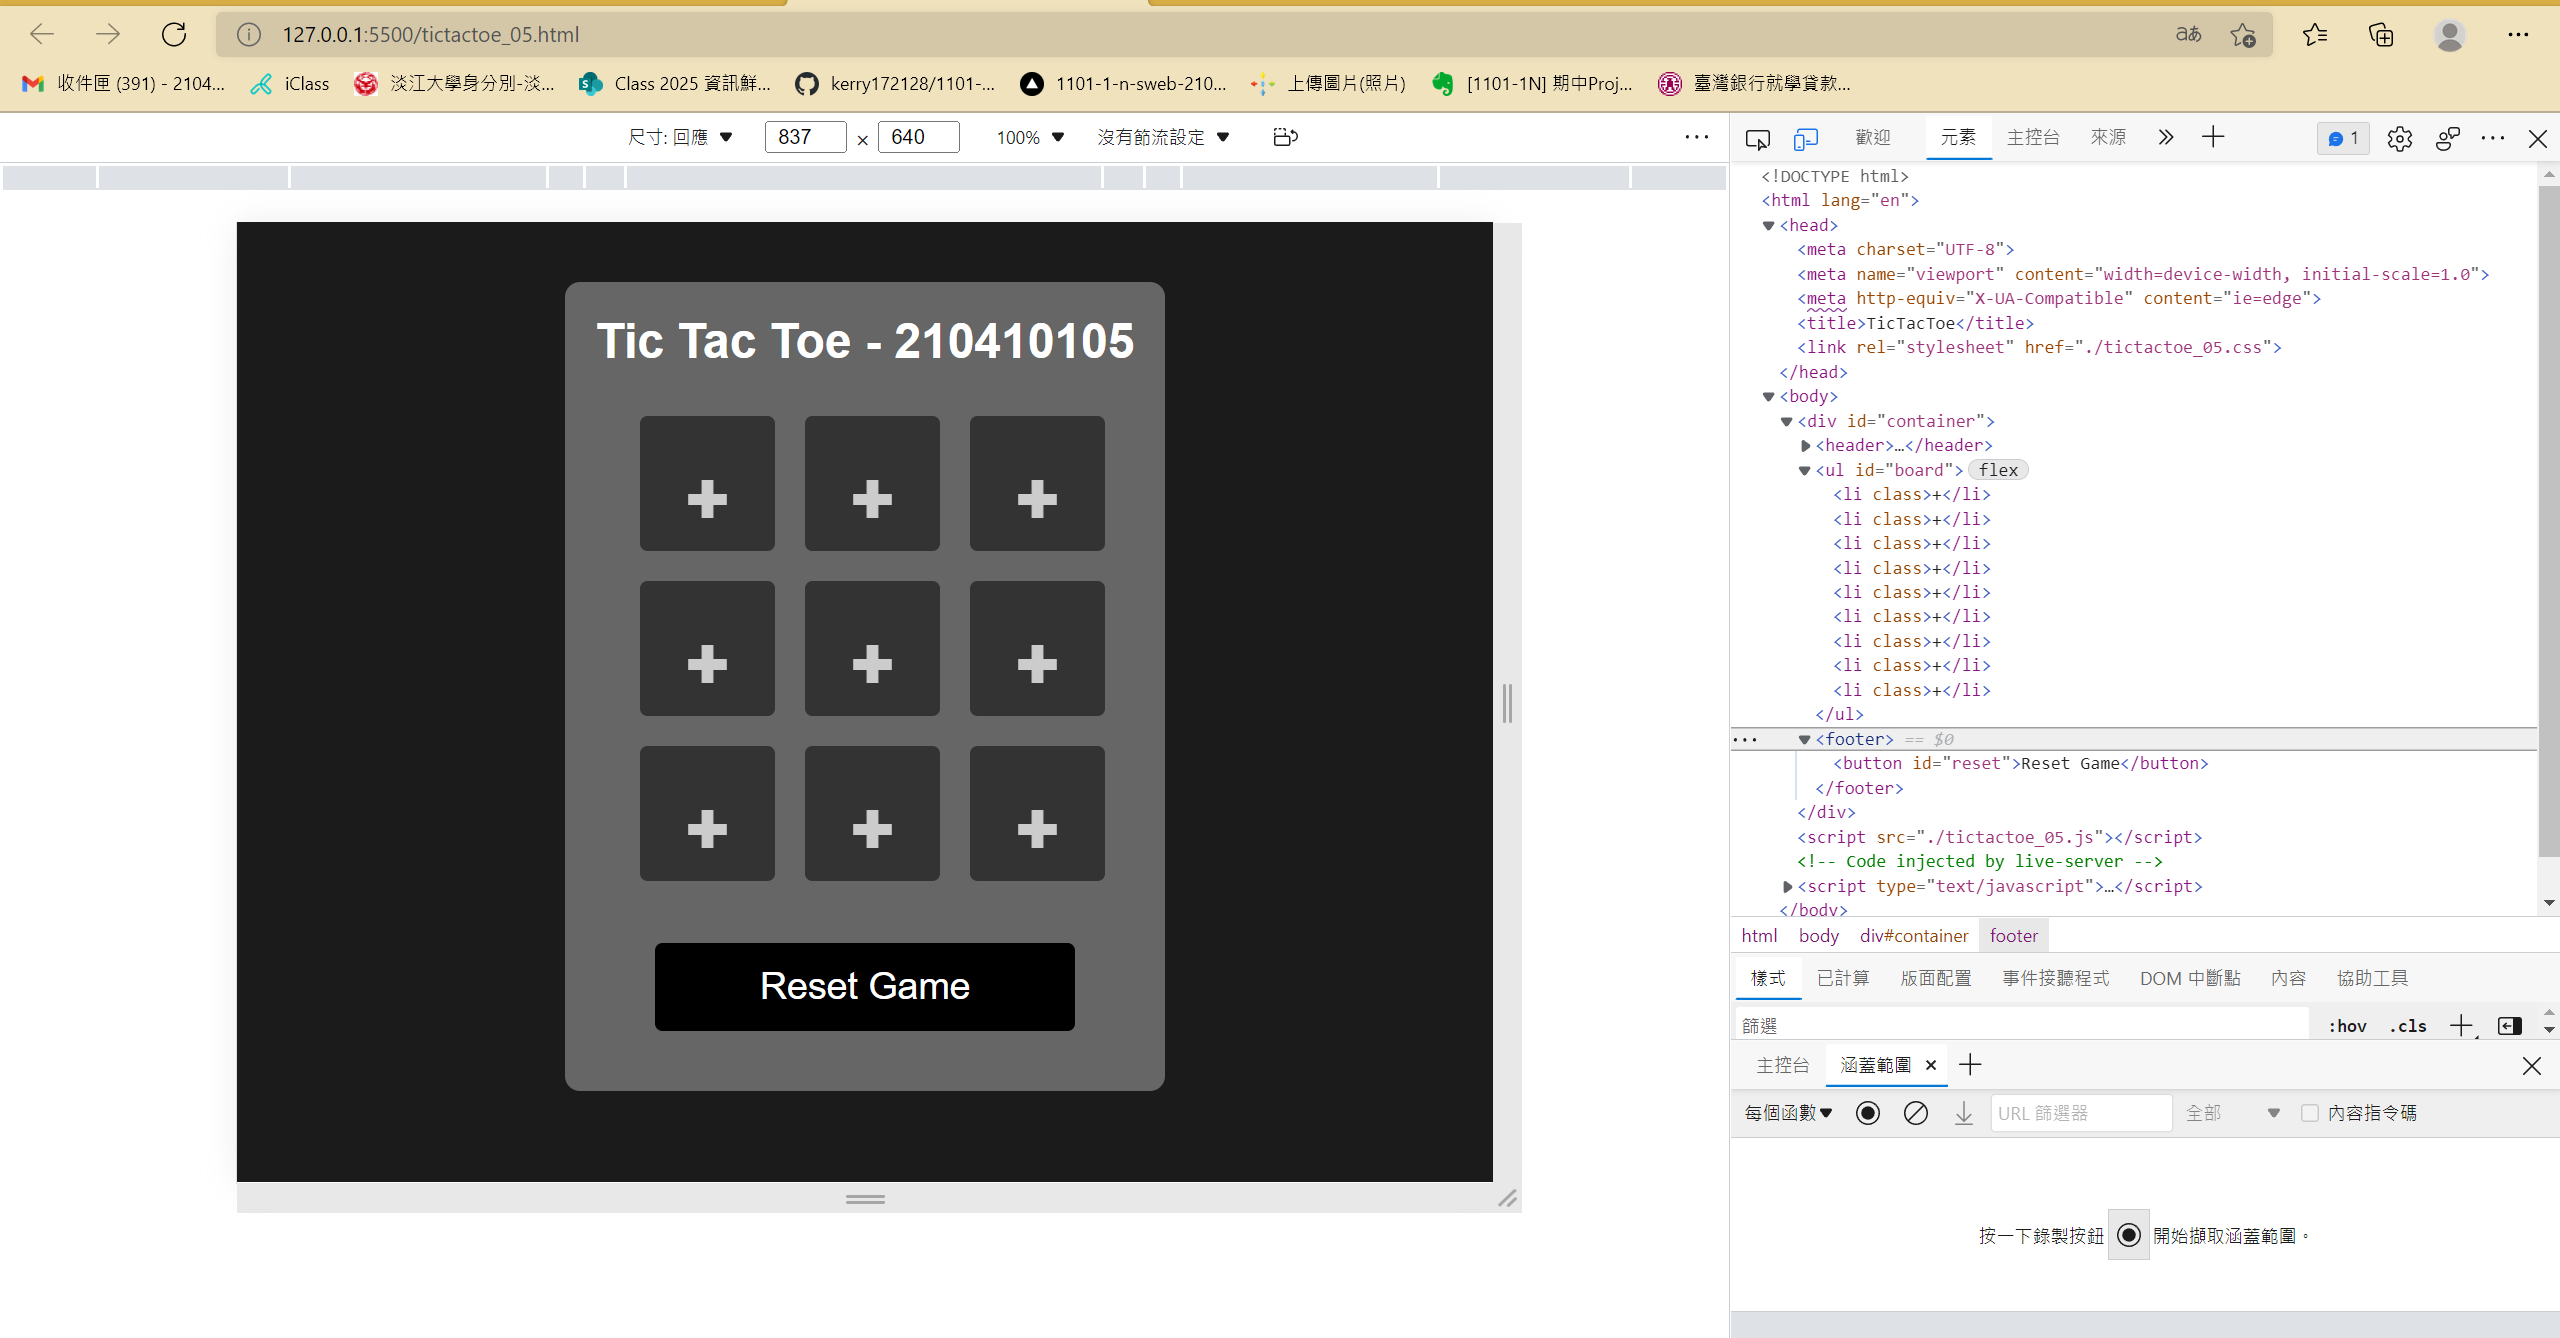 127.0.0.1:5500/tictactoe_05.html
aあ
收件匣 (391) - 2104... iClass 淡江大學身分別-淡... Class 2025 資訊鮮... kerry172128/1101-... 1101-1-n-sweb-210... 上傳圖片(照片) [1101-1N] 期中Proj... 臺灣銀行就學貸款...
尺寸: 回應 837 × 640 100% 沒有節流設定
Tic Tac Toe - 210410105
+ + +
+ + +
+ + +
Reset Game
歡迎 元素 主控台 來源 1
<!DOCTYPE html>
<html lang="en">
<head>
<meta charset="UTF-8">
<meta name="viewport" content="width=device-width, initial-scale=1.0">
<meta http-equiv="X-UA-Compatible" content="ie=edge">
<title>TicTacToe</title>
<link rel="stylesheet" href="./tictactoe_05.css">
</head>
<body>
<div id="container">
<header>…</header>
<ul id="board"> flex
<li class>+</li>
<li class>+</li>
<li class>+</li>
<li class>+</li>
<li class>+</li>
<li class>+</li>
<li class>+</li>
<li class>+</li>
<li class>+</li>
</ul>
<footer> == $0
<button id="reset">Reset Game</button>
</footer>
</div>
<script src="./tictactoe_05.js"></script>
<!-- Code injected by live-server -->
<script type="text/javascript">…</script>
</body>
html body div#container footer
樣式 已計算 版面配置 事件接聽程式 DOM 中斷點 內容 協助工具
篩選 :hov .cls
主控台 涵蓋範圍
每個函數 URL 篩選器 全部 內容指令碼
按一下錄製按鈕 開始擷取涵蓋範圍。